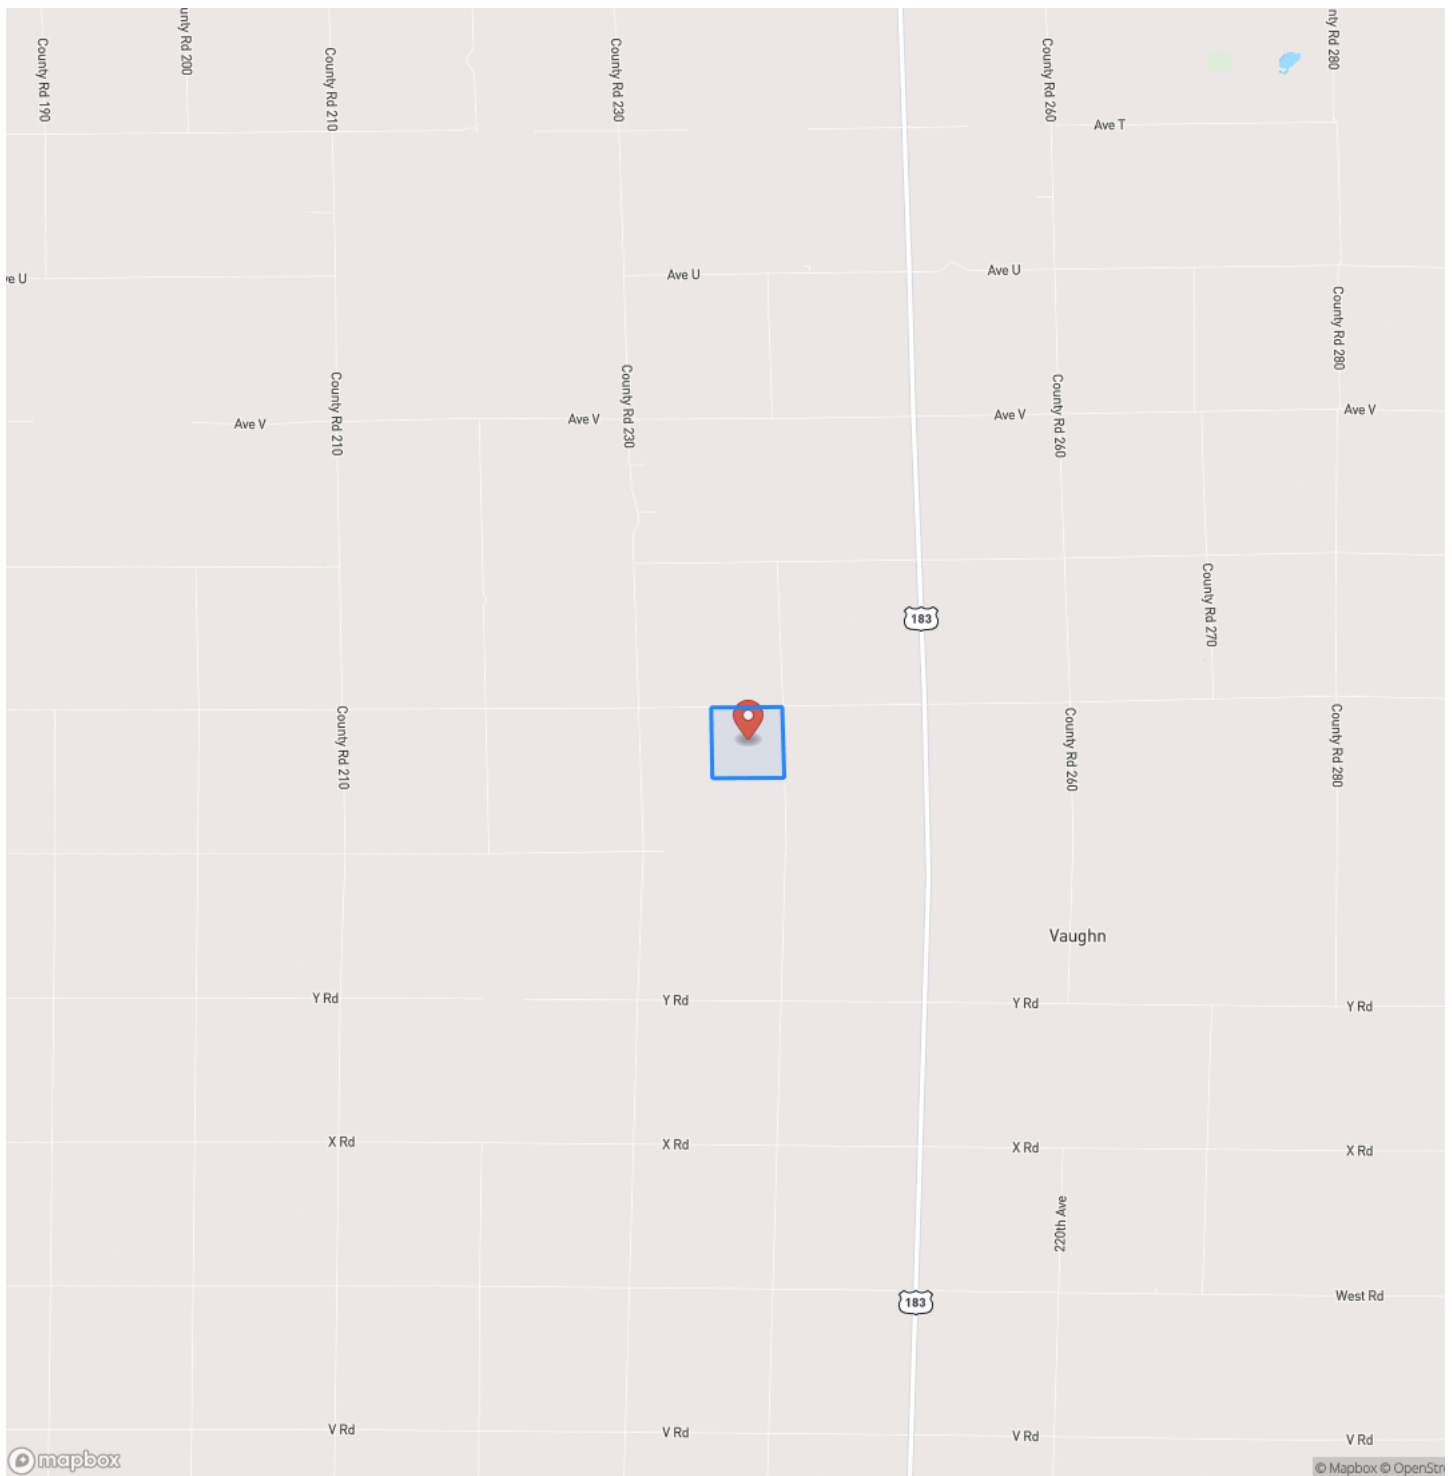 County Rd 190
unty Rd 200
County Rd 210
County Rd 230
County Rd 260
nty Rd 280
Ave T
ve U
Ave U
Ave U
County Rd 280
County Rd 210
County Rd 230
County Rd 260
Ave V
Ave V
Ave V
Ave V
County Rd 270
183
County Rd 210
County Rd 260
County Rd 280
Vaughn
Y Rd
Y Rd
Y Rd
Y Rd
X Rd
X Rd
X Rd
X Rd
220th Ave
183
West Rd
V Rd
V Rd
V Rd
V Rd
mapbox
© Mapbox © OpenStr